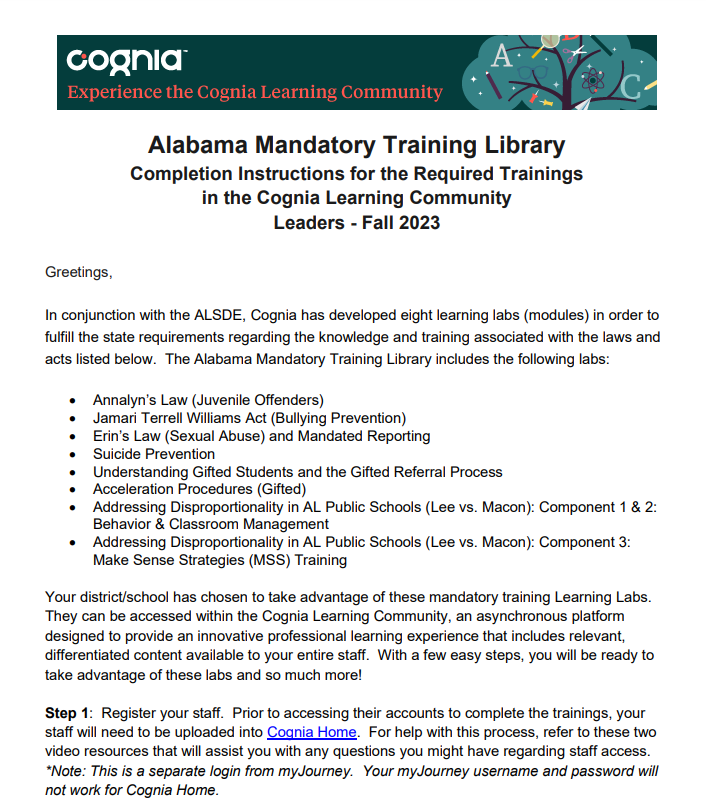 cognia™
Experience the Cognia Learning Community
A
C
Alabama Mandatory Training Library
Completion Instructions for the Required Trainings
in the Cognia Learning Community
Leaders - Fall 2023
Greetings,
In conjunction with the ALSDE, Cognia has developed eight learning labs (modules) in order to
fulfill the state requirements regarding the knowledge and training associated with the laws and
acts listed below.  The Alabama Mandatory Training Library includes the following labs:
• Annalyn's Law (Juvenile Offenders)
• Jamari Terrell Williams Act (Bullying Prevention)
• Erin's Law (Sexual Abuse) and Mandated Reporting
• Suicide Prevention
• Understanding Gifted Students and the Gifted Referral Process
• Acceleration Procedures (Gifted)
• Addressing Disproportionality in AL Public Schools (Lee vs. Macon): Component 1 & 2:
Behavior & Classroom Management
• Addressing Disproportionality in AL Public Schools (Lee vs. Macon): Component 3:
Make Sense Strategies (MSS) Training
Your district/school has chosen to take advantage of these mandatory training Learning Labs.
They can be accessed within the Cognia Learning Community, an asynchronous platform
designed to provide an innovative professional learning experience that includes relevant,
differentiated content available to your entire staff.  With a few easy steps, you will be ready to
take advantage of these labs and so much more!
Step 1:  Register your staff.  Prior to accessing their accounts to complete the trainings, your
staff will need to be uploaded into Cognia Home.  For help with this process, refer to these two
video resources that will assist you with any questions you might have regarding staff access.
*Note: This is a separate login from myJourney.  Your myJourney username and password will
not work for Cognia Home.